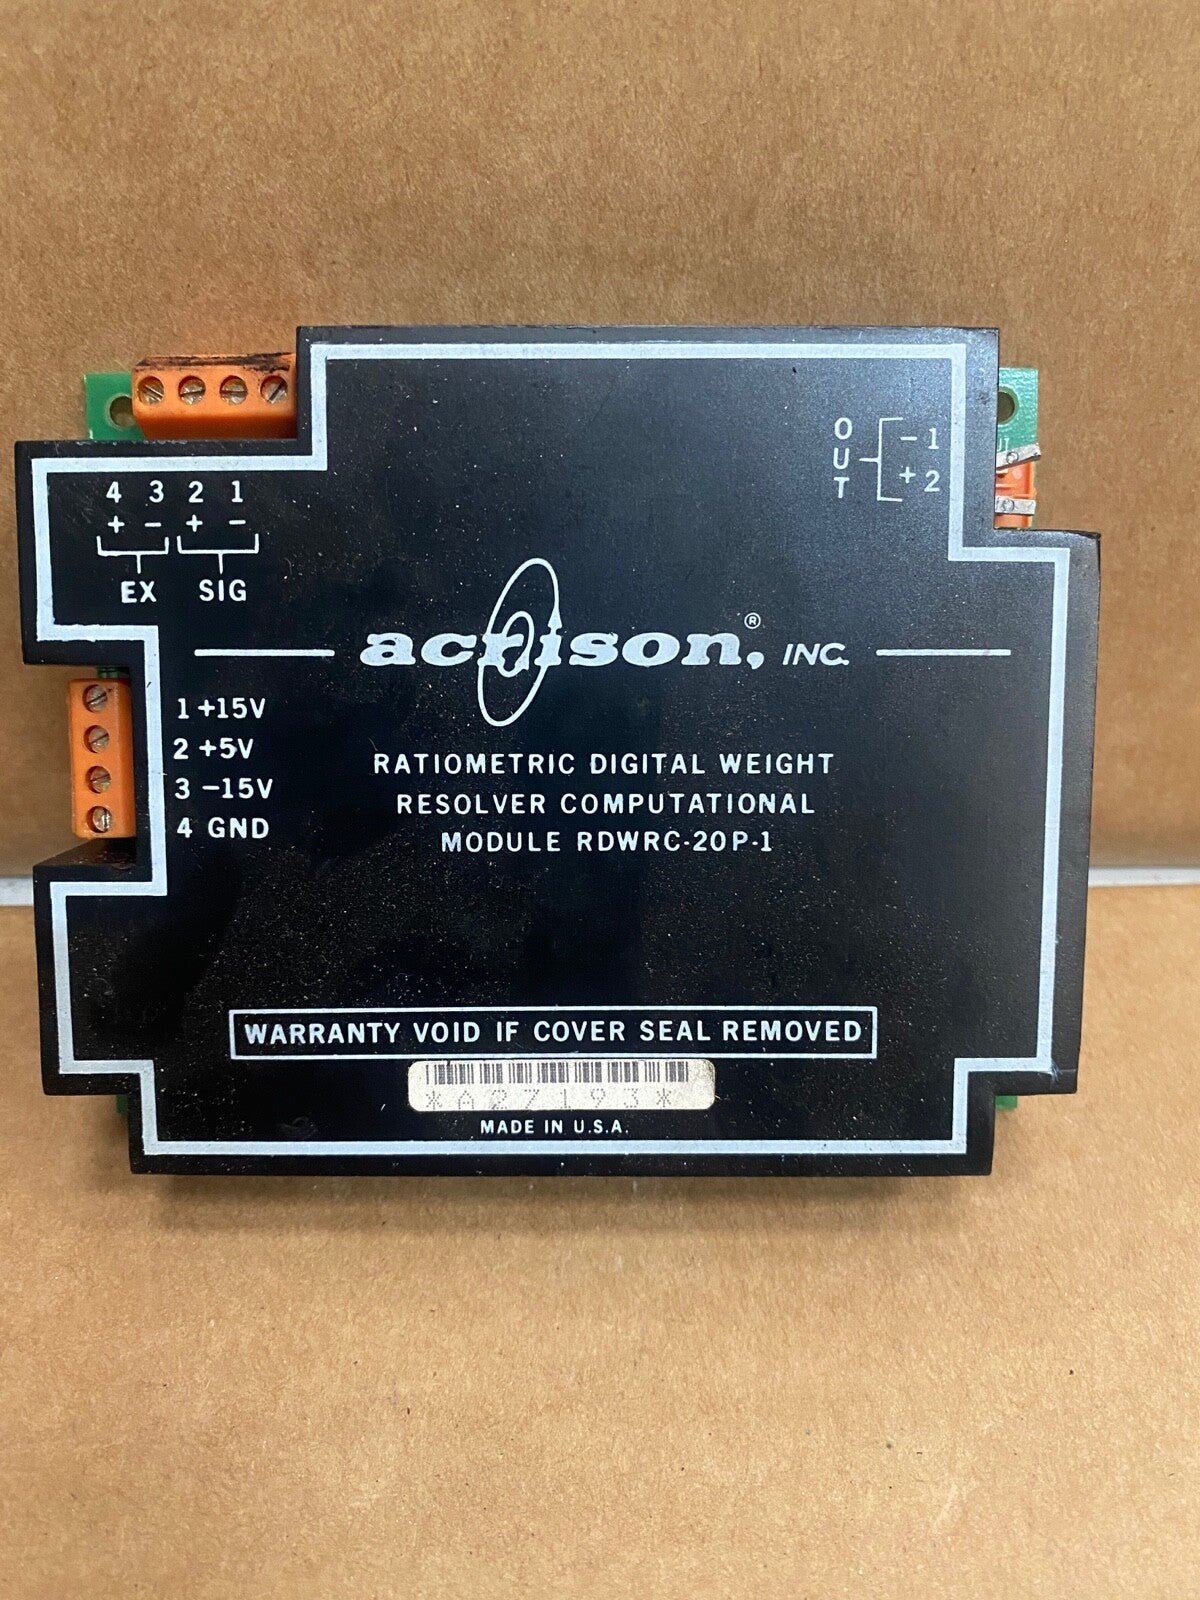 O
U
T
- 1
+ 2
4 3 2 1
+ - + -
EX SIG
acrison®, INC.
1 +15V
2 +5V
3 -15V
4 GND
RATIOMETRIC DIGITAL WEIGHT
RESOLVER COMPUTATIONAL
MODULE RDWRC-20P-1
WARRANTY VOID IF COVER SEAL REMOVED
*A27193*
MADE IN U.S.A.